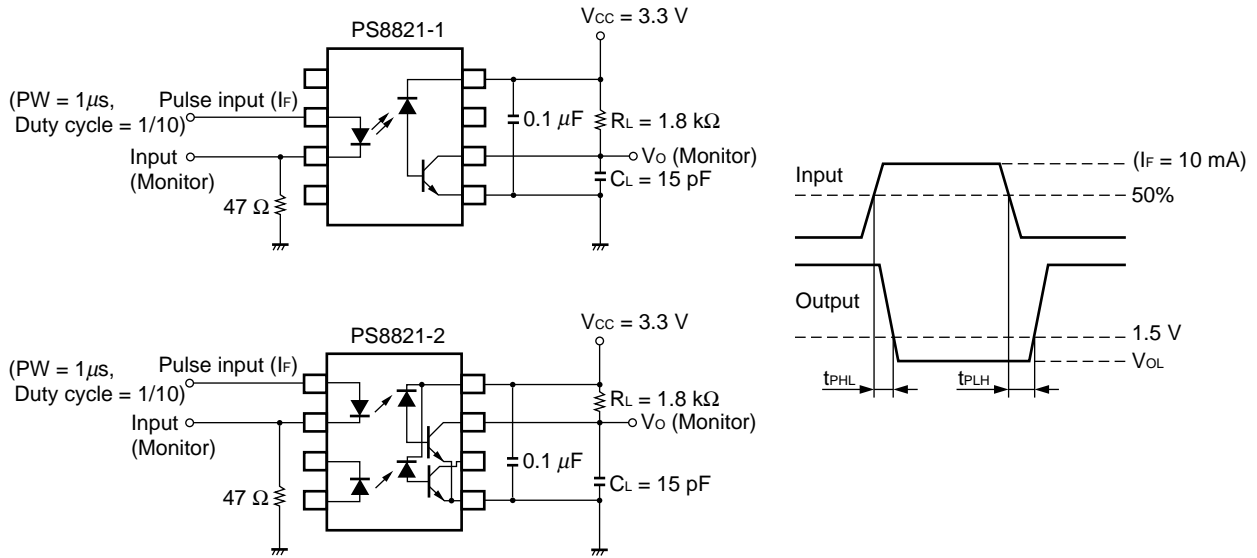 VCC = 3.3 V
PS8821-1
(PW = 1μs,
Duty cycle = 1/10)
Pulse input (IF)
Input
(Monitor)
47 Ω
0.1 μF
RL = 1.8 kΩ
VO (Monitor)
CL = 15 pF
Input
(IF = 10 mA)
50%
Output
1.5 V
VOL
tPHL
tPLH
VCC = 3.3 V
PS8821-2
(PW = 1μs,
Duty cycle = 1/10)
Pulse input (IF)
Input
(Monitor)
47 Ω
0.1 μF
RL = 1.8 kΩ
VO (Monitor)
CL = 15 pF